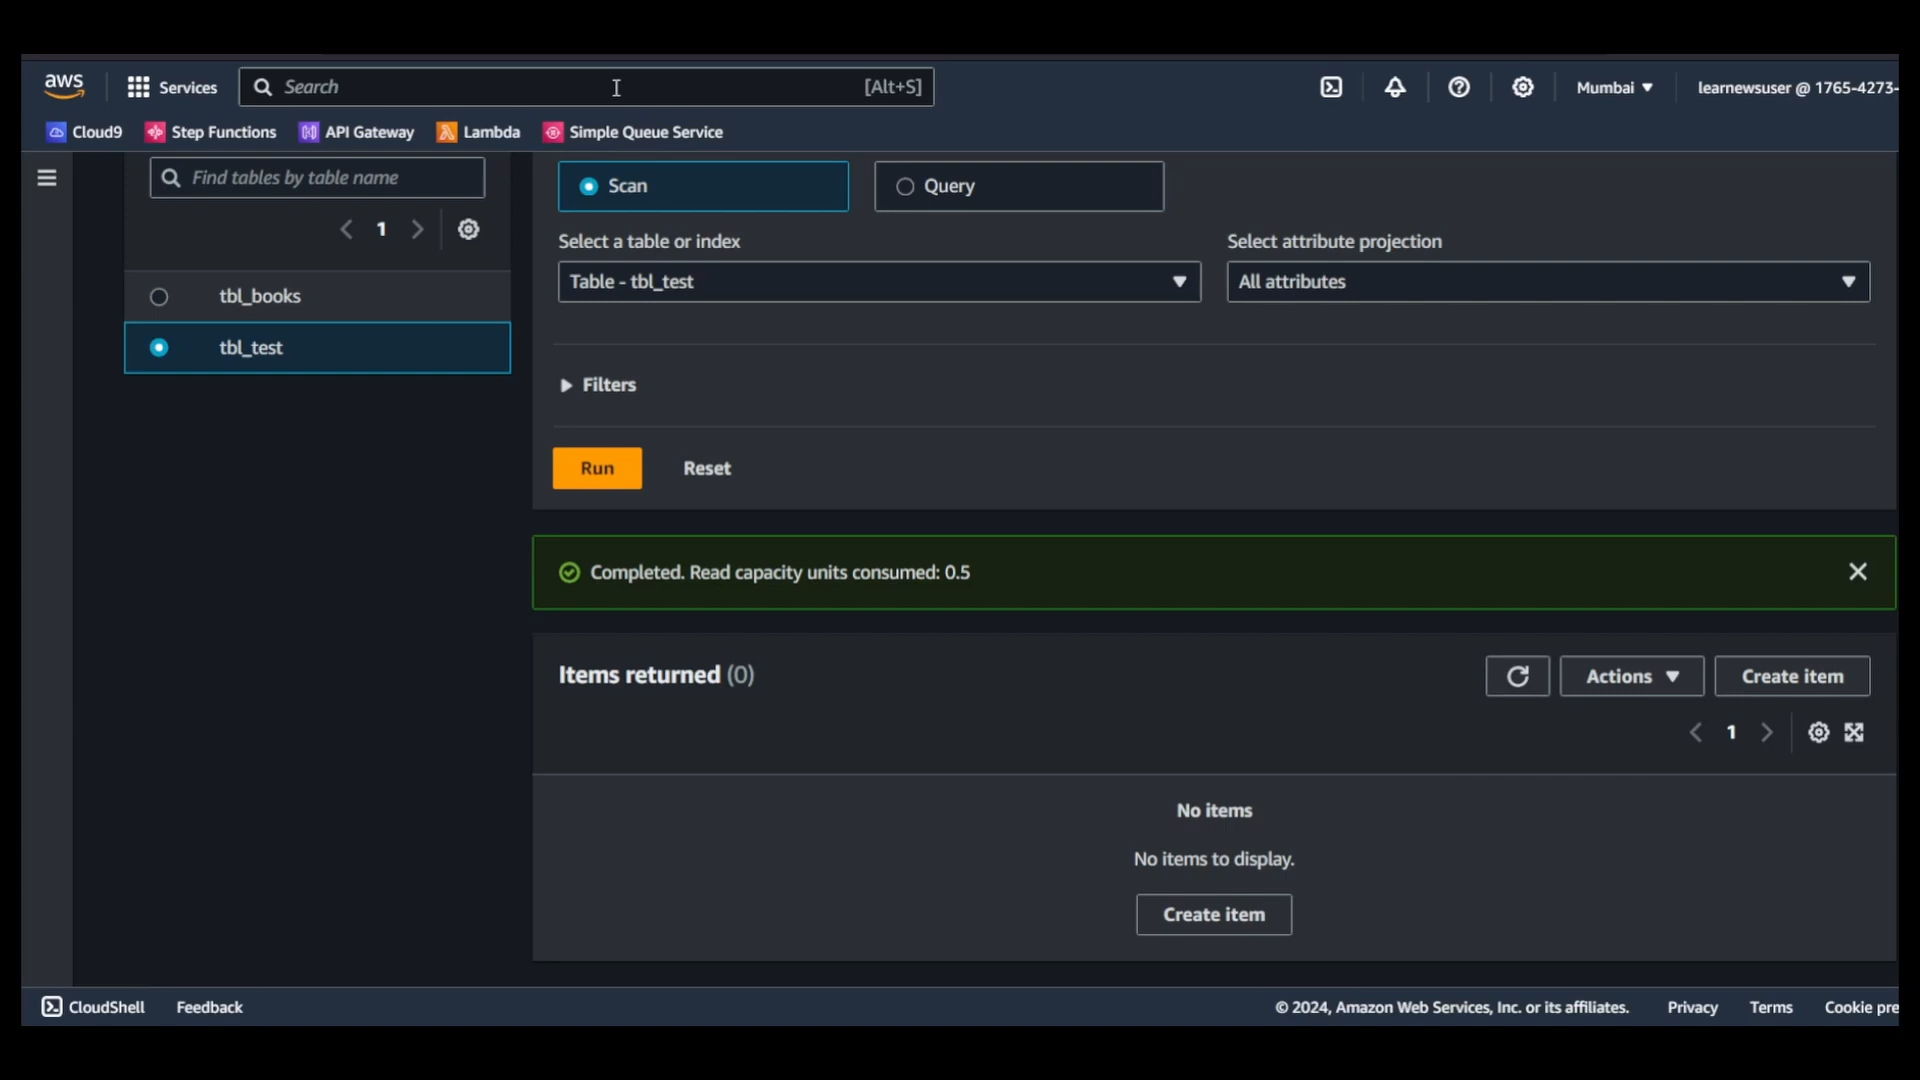 aws
Services
Search
[Alt+S]
Mumbai
learnewsuser @ 1765-4273-
Cloud9
Step Functions
API Gateway
Lambda
Simple Queue Service
Find tables by table name
1
tbl_books
tbl_test
Scan
Query
Select a table or index
Select attribute projection
Table - tbl_test
All attributes
Filters
Run
Reset
Completed. Read capacity units consumed: 0.5
Items returned (0)
Actions
Create item
1
No items
No items to display.
Create item
CloudShell
Feedback
© 2024, Amazon Web Services, Inc. or its affiliates.
Privacy
Terms
Cookie pre